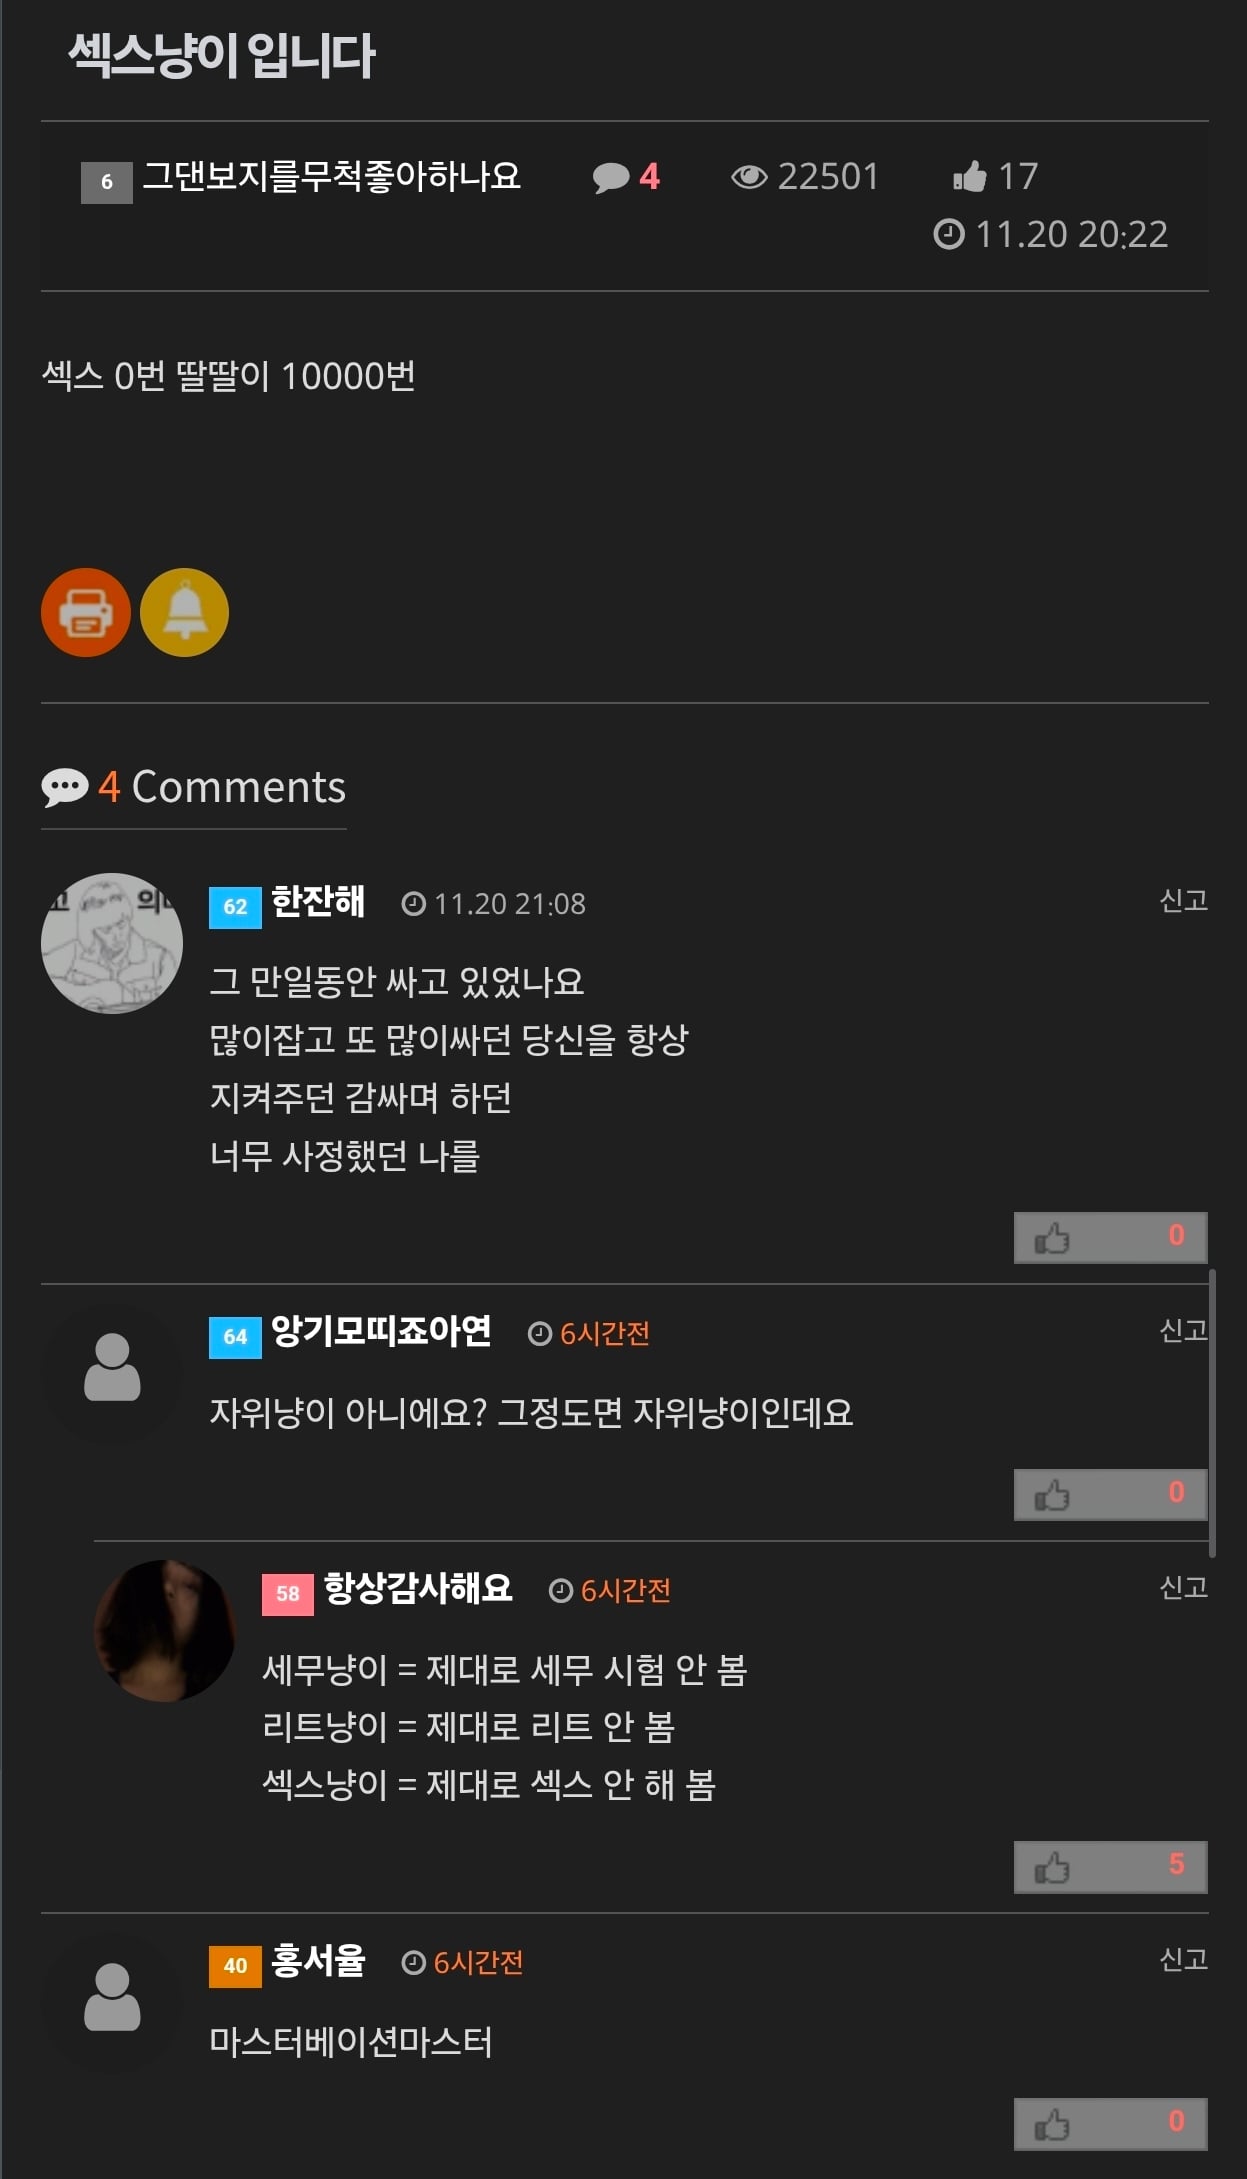 섹스냥이 입니다
6 그댄보지를무척좋아하나요 4 22501 17
11.20 20:22
섹스 0번 딸딸이 10000번
4 Comments
62 한잔해 11.20 21:08 신고
그 만일동안 싸고 있었나요
많이잡고 또 많이싸던 당신을 항상
지켜주던 감싸며 하던
너무 사정했던 나를
0
64 앙기모띠죠아연 6시간전 신고
자위냥이 아니에요? 그정도면 자위냥이인데요
0
58 항상감사해요 6시간전 신고
세무냥이 = 제대로 세무 시험 안 봄
리트냥이 = 제대로 리트 안 봄
섹스냥이 = 제대로 섹스 안 해 봄
5
40 홍서율 6시간전 신고
마스터베이션마스터
0